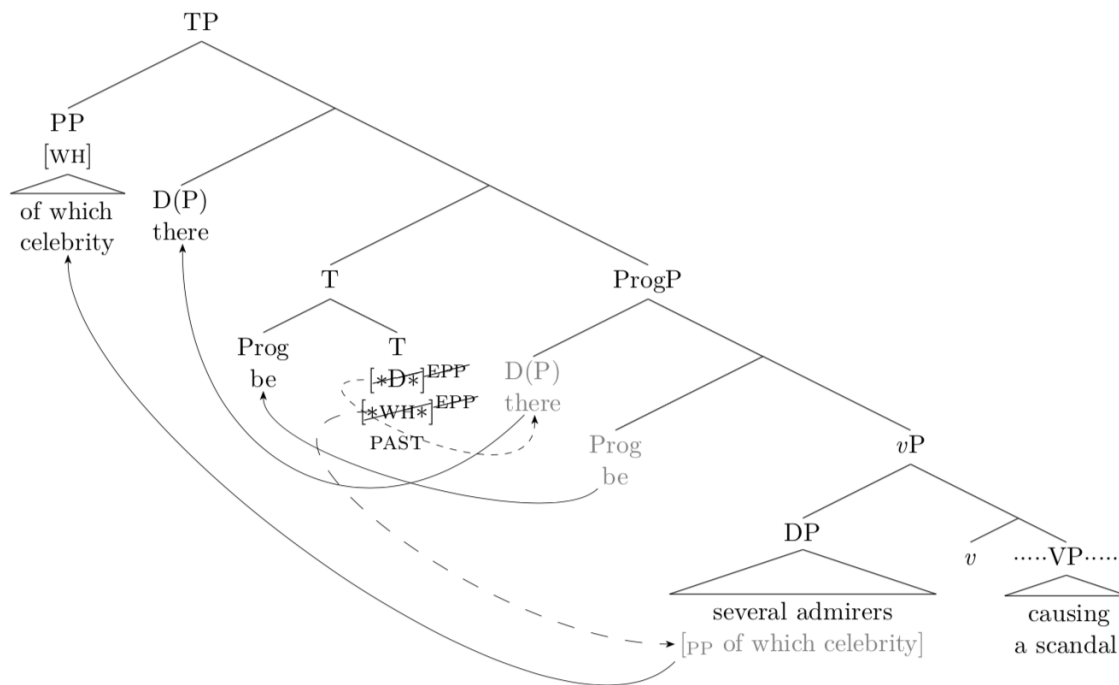 TP
PP
[WH]
of which
celebrity
D(P)
there
T
ProgP
Prog
be
T
[*D*]EPP
[*WH*]EPP
PAST
D(P)
there
Prog
be
vP
DP
several admirers
[PP of which celebrity]
v
·····VP·····
causing
a scandal